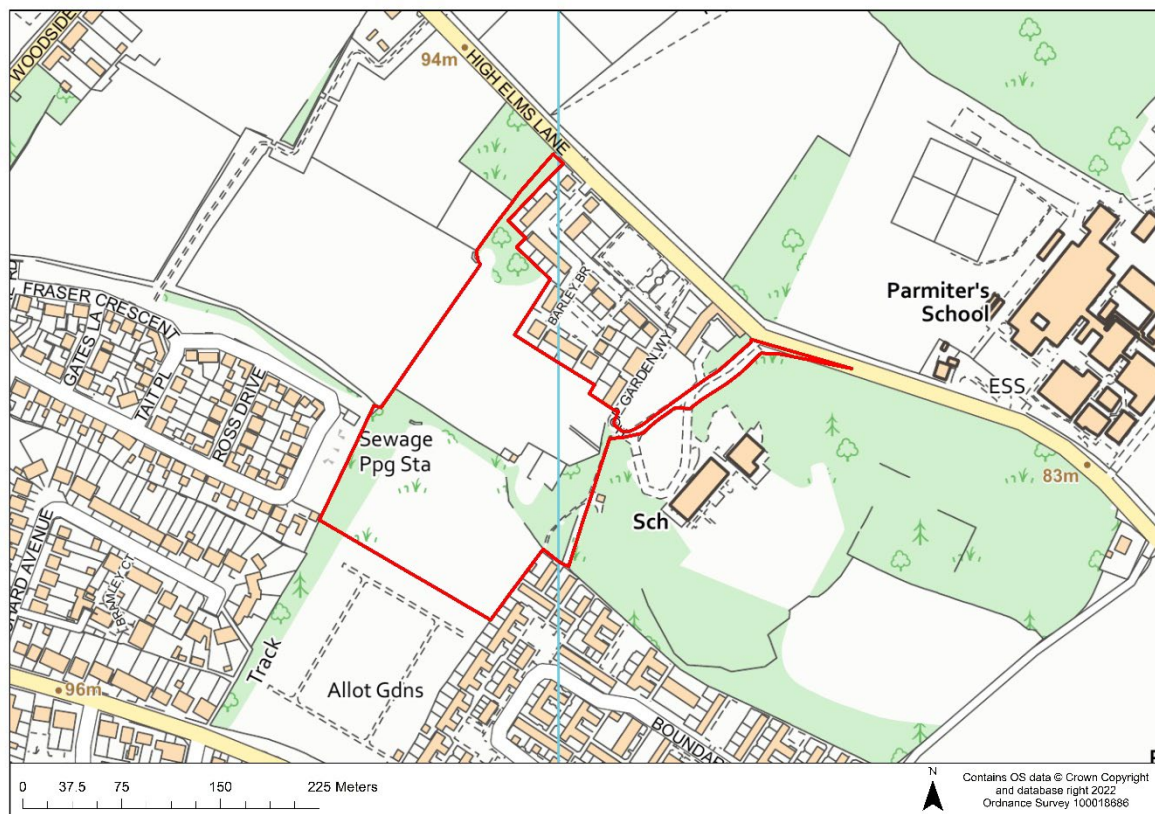 WOODSIDE
94m
HIGH ELMS LANE
FRASER CRESCENT
GATES LA
TAIT PL
ROSS DRIVE
BARLEY BR
GARDEN WY
Parmiter's
School
ESS
Sewage
Ppg Sta
Sch
83m
BRAMLEY CL
Track
Allot Gdns
96m
0 37.5 75 150 225 Meters
N
Contains OS data © Crown Copyright
and database right 2022
Ordnance Survey 100018686